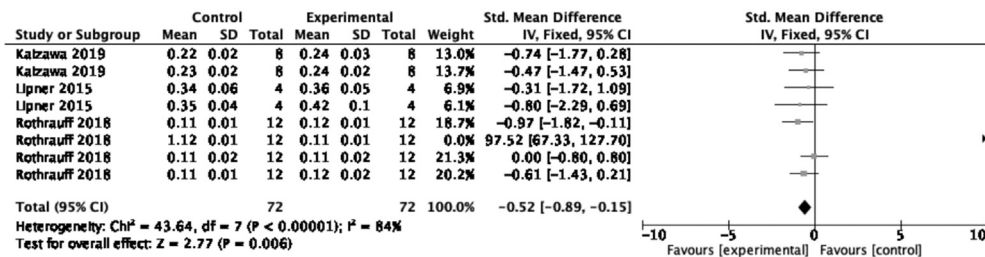 Control Experimental Std. Mean Difference Std. Mean Difference
Study or Subgroup Mean SD Total Mean SD Total Weight IV, Fixed, 95% CI IV, Fixed, 95% CI
Kaizawa 2019 0.22 0.02 8 0.24 0.03 8 13.0% −0.74 [−1.77, 0.28]
Kaizawa 2019 0.23 0.02 8 0.24 0.02 8 13.7% −0.47 [−1.47, 0.53]
Lipner 2015 0.34 0.06 4 0.36 0.05 4 6.9% −0.31 [−1.72, 1.09]
Lipner 2015 0.35 0.04 4 0.42 0.1 4 6.1% −0.80 [−2.29, 0.69]
Rothrauff 2018 0.11 0.01 12 0.12 0.01 12 18.7% −0.97 [−1.82, −0.11]
Rothrauff 2018 1.12 0.01 12 0.11 0.01 12 0.0% 97.52 [67.33, 127.70]
Rothrauff 2018 0.11 0.02 12 0.11 0.02 12 21.3% 0.00 [−0.80, 0.80]
Rothrauff 2018 0.11 0.01 12 0.12 0.02 12 20.2% −0.61 [−1.43, 0.21]
Total (95% CI) 72 72 100.0% −0.52 [−0.89, −0.15]
Heterogeneity: Chi² = 43.64, df = 7 (P < 0.00001); I² = 84%
Test for overall effect: Z = 2.77 (P = 0.006)
−10 −5 0 5 10
Favours [experimental] Favours [control]